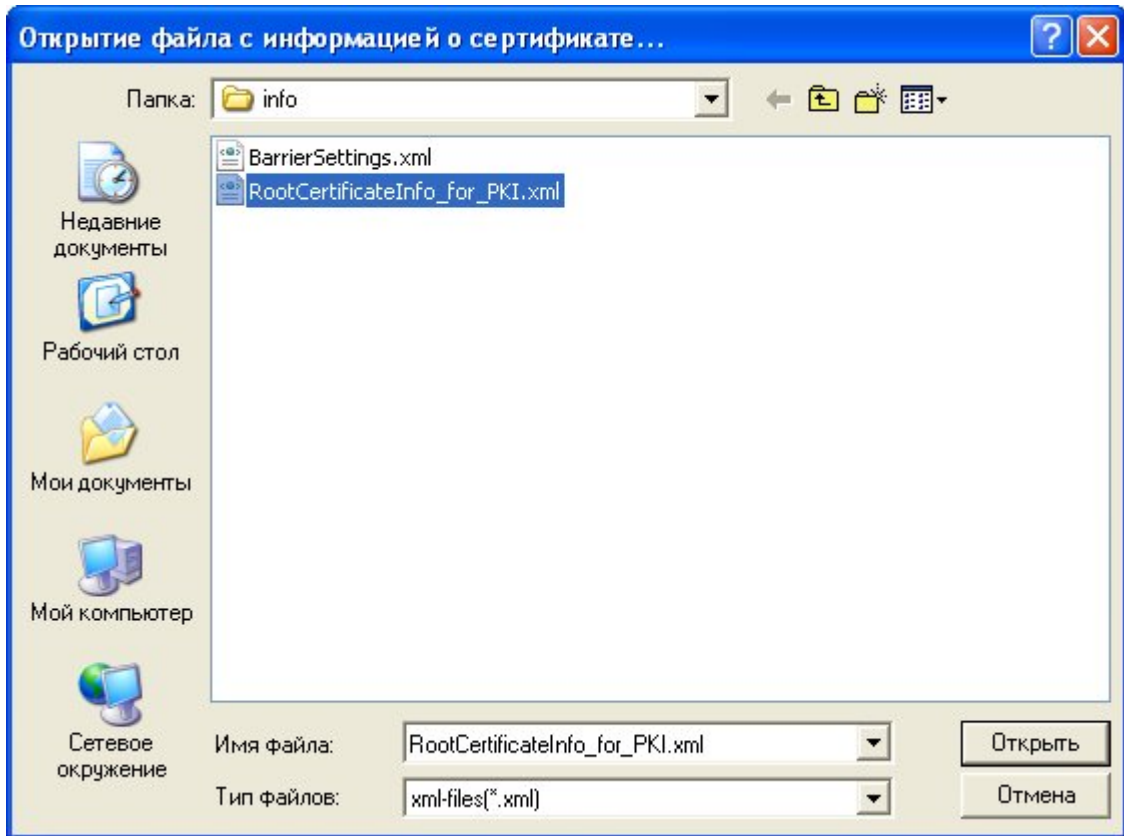 Открытие файла с информацией о сертификате...
Папка:
info
BarrierSettings.xml
RootCertificateInfo_for_PKI.xml
Недавние
документы
Рабочий стол
Мои документы
Мой компьютер
Сетевое
окружение
Имя файла:
RootCertificateInfo_for_PKI.xml
Открыть
Тип файлов:
xml-files(*.xml)
Отмена